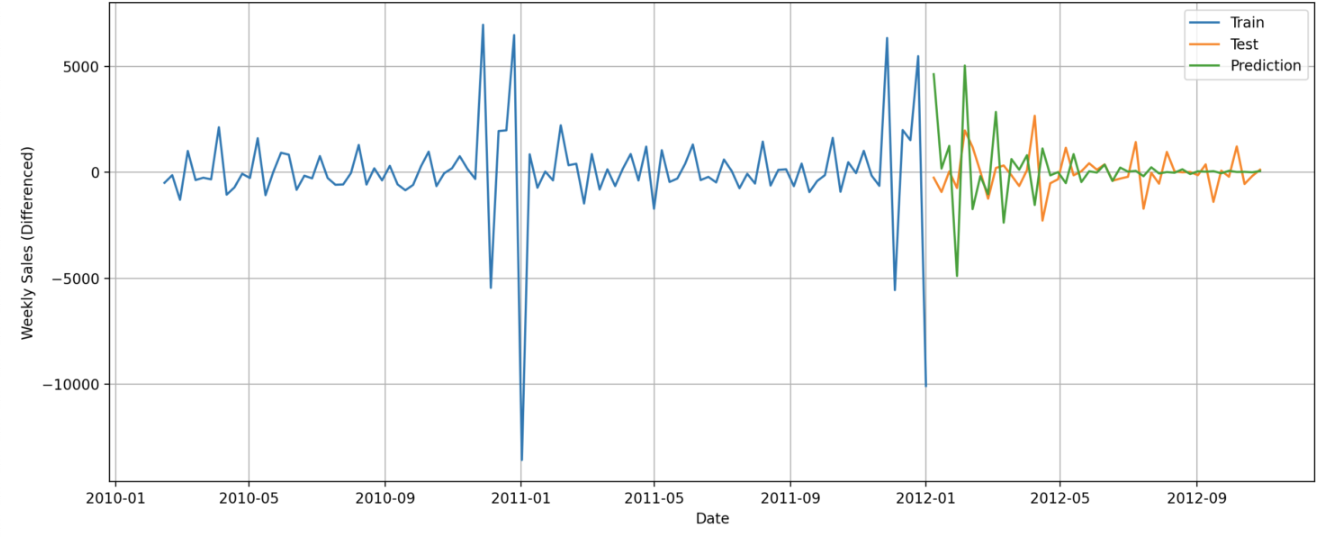 Train
Test
Prediction
5000
0
−5000
−10000
Weekly Sales (Differenced)
2010-01 2010-05 2010-09 2011-01 2011-05 2011-09 2012-01 2012-05 2012-09
Date